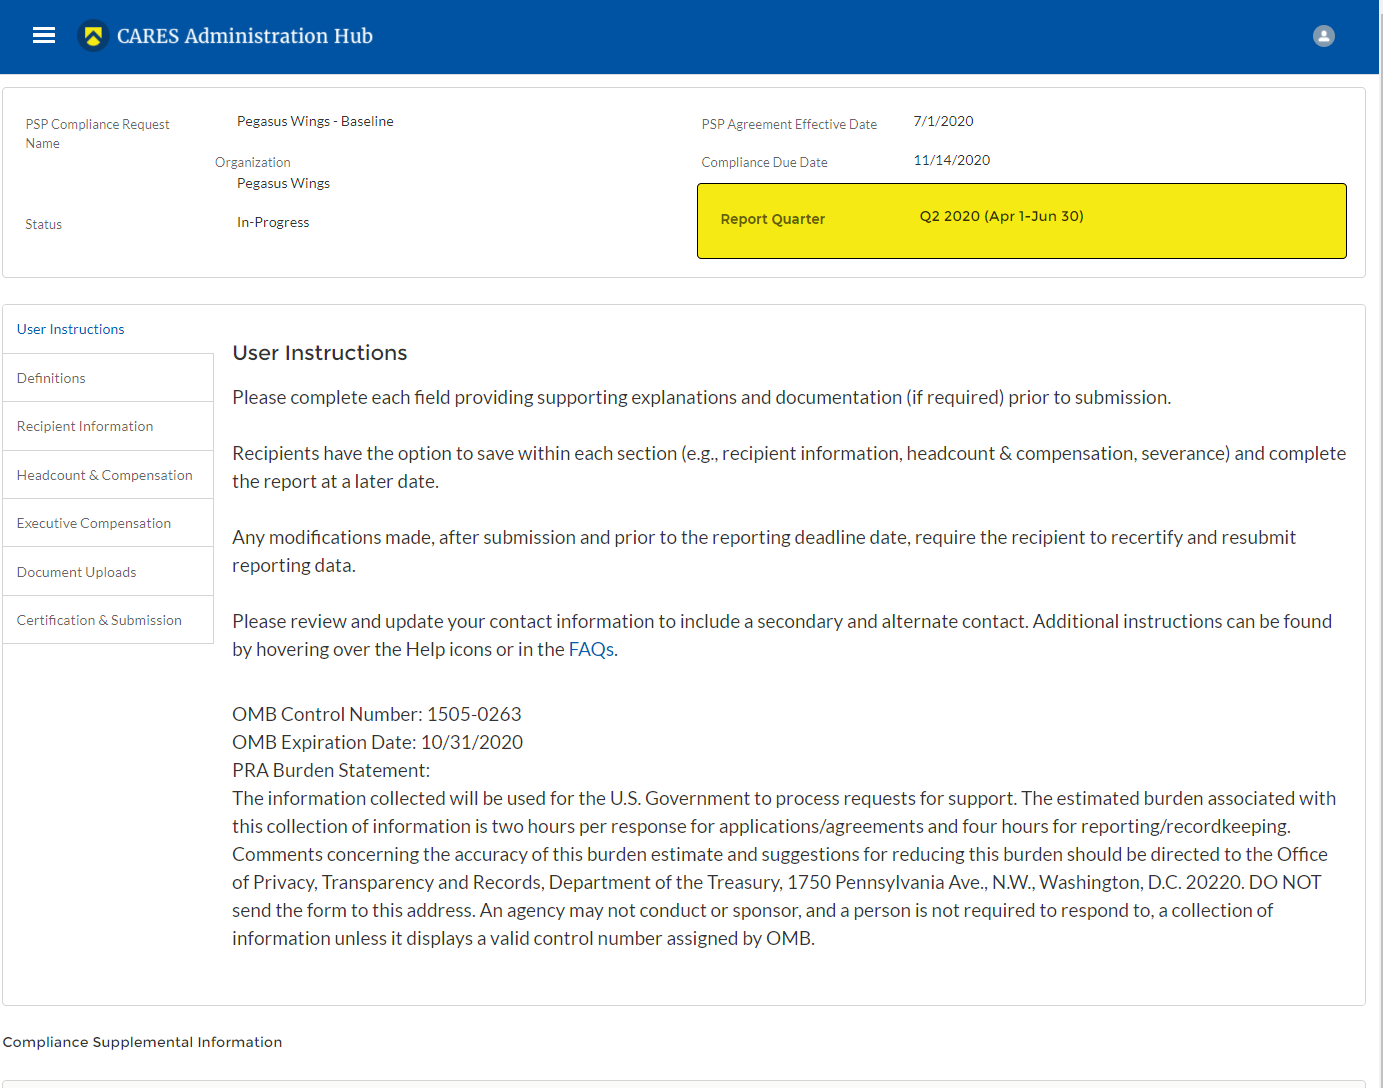 CARES Administration Hub
PSP Compliance Request
Name
Pegasus Wings - Baseline
Organization
Pegasus Wings
Status
In-Progress
PSP Agreement Effective Date
7/1/2020
Compliance Due Date
11/14/2020
Report Quarter
Q2 2020 (Apr 1-Jun 30)
User Instructions
Definitions
Recipient Information
Headcount & Compensation
Executive Compensation
Document Uploads
Certification & Submission
User Instructions
Please complete each field providing supporting explanations and documentation (if required) prior to submission.
Recipients have the option to save within each section (e.g., recipient information, headcount & compensation, severance) and complete
the report at a later date.
Any modifications made, after submission and prior to the reporting deadline date, require the recipient to recertify and resubmit
reporting data.
Please review and update your contact information to include a secondary and alternate contact. Additional instructions can be found
by hovering over the Help icons or in the FAQs.
OMB Control Number: 1505-0263
OMB Expiration Date: 10/31/2020
PRA Burden Statement:
The information collected will be used for the U.S. Government to process requests for support. The estimated burden associated with
this collection of information is two hours per response for applications/agreements and four hours for reporting/recordkeeping.
Comments concerning the accuracy of this burden estimate and suggestions for reducing this burden should be directed to the Office
of Privacy, Transparency and Records, Department of the Treasury, 1750 Pennsylvania Ave., N.W., Washington, D.C. 20220. DO NOT
send the form to this address. An agency may not conduct or sponsor, and a person is not required to respond to, a collection of
information unless it displays a valid control number assigned by OMB.
Compliance Supplemental Information